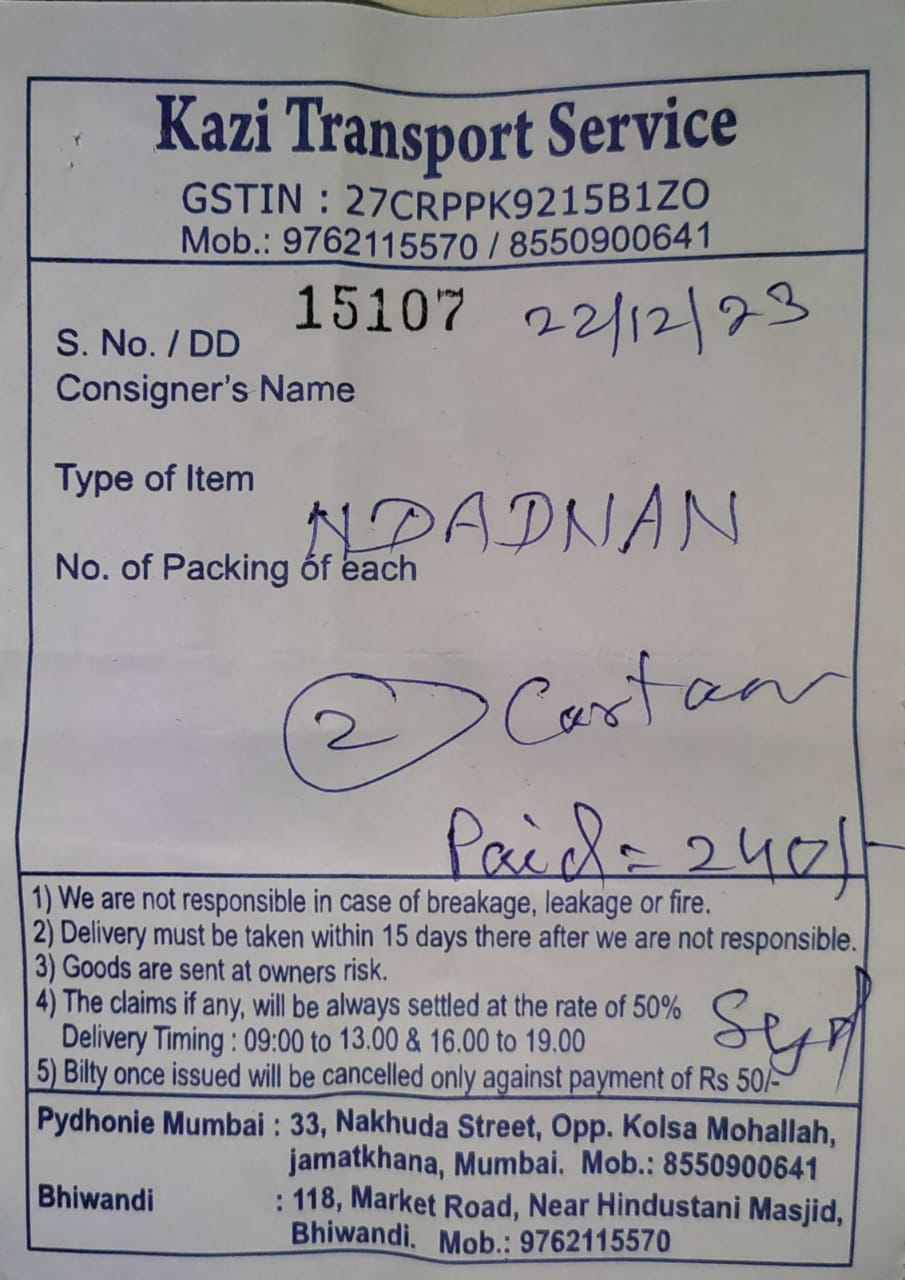 Kazi Transport Service
GSTIN : 27CRPPK9215B1ZO
Mob.: 9762115570 / 8550900641
15107 22/12/23
S. No. / DD
Consigner's Name
Type of Item
NDADNAN
No. of Packing of each
2 Cartan
Paid = 240/-
1) We are not responsible in case of breakage, leakage or fire.
2) Delivery must be taken within 15 days there after we are not responsible.
3) Goods are sent at owners risk.
4) The claims if any, will be always settled at the rate of 50%
Delivery Timing : 09:00 to 13.00 & 16.00 to 19.00
5) Bilty once issued will be cancelled only against payment of Rs 50/-
Pydhonie Mumbai : 33, Nakhuda Street, Opp. Kolsa Mohallah,
jamatkhana, Mumbai. Mob.: 8550900641
Bhiwandi : 118, Market Road, Near Hindustani Masjid,
Bhiwandi. Mob.: 9762115570